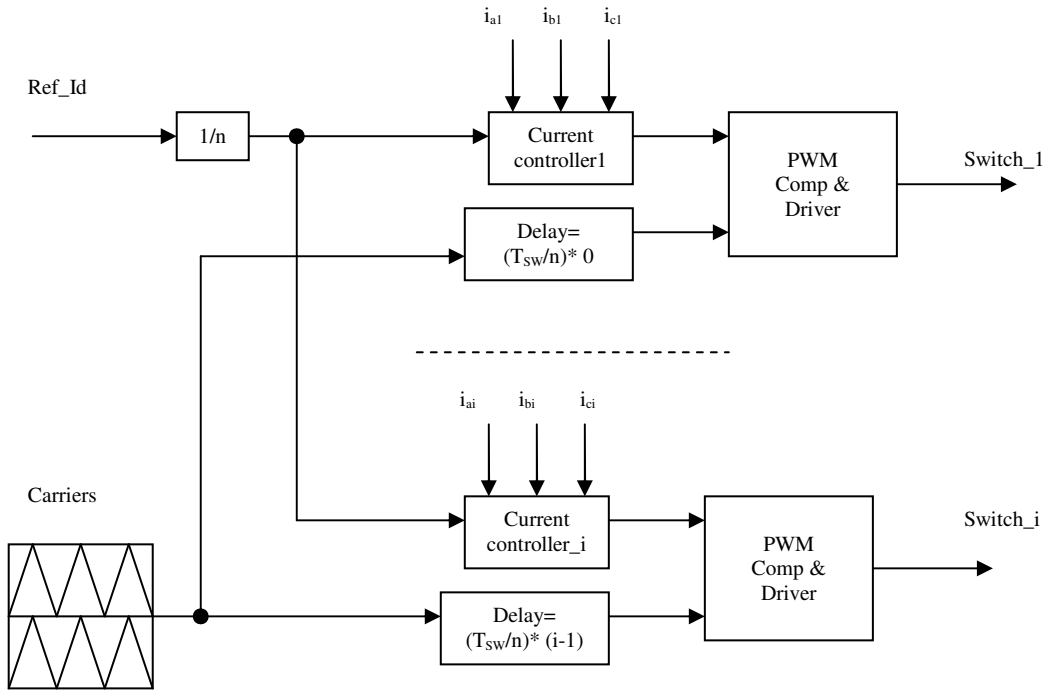 i_a1 i_b1 i_c1
Ref_Id
1/n
Current
controller1
PWM
Comp &
Driver
Switch_1
Delay=
(T_SW/n)* 0
i_ai i_bi i_ci
Carriers
Current
controller_i
PWM
Comp &
Driver
Switch_i
Delay=
(T_SW/n)* (i-1)